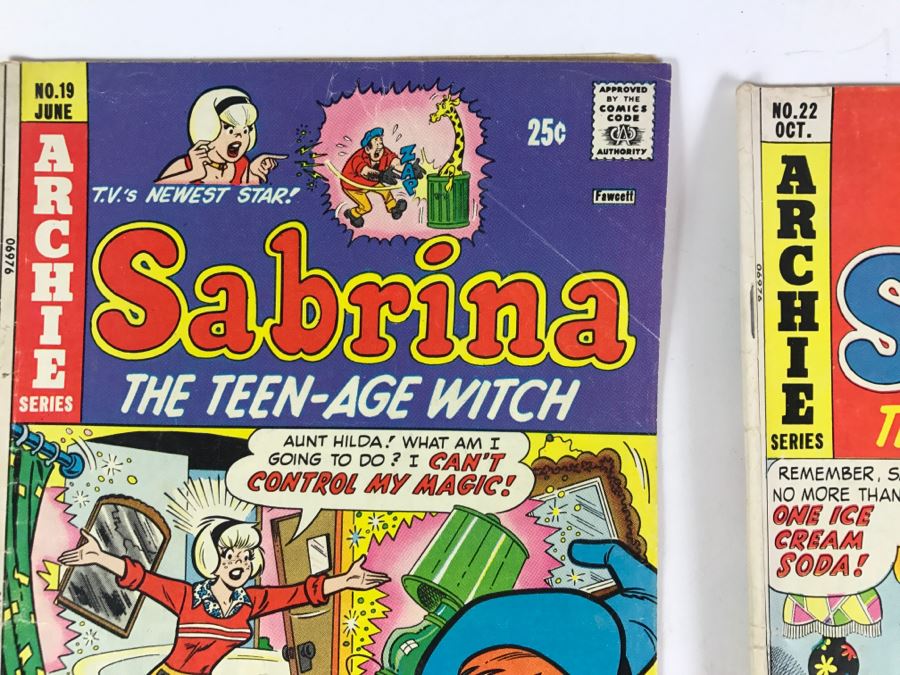 NO.19
JUNE
ARCHIE
SERIES
06976
T.V.'s NEWEST STAR!
ZAP
25¢
APPROVED
BY THE
COMICS
CODE
CA
AUTHORITY
Fawcett
Sabrina
THE TEEN-AGE WITCH
AUNT HILDA! WHAT AM I
GOING TO DO? I CAN'T
CONTROL MY MAGIC!
NO.22
OCT.
ARCHIE
SERIES
06976
S
T
REMEMBER, S
NO MORE THAN
ONE ICE
CREAM
SODA!